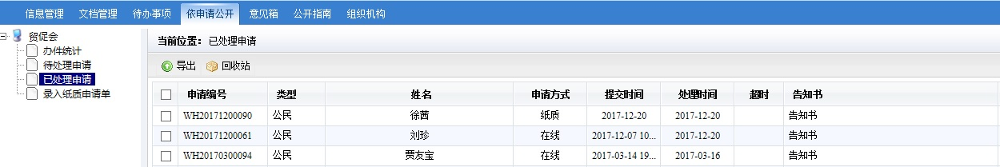 信息管理 文档管理 待办事项 依申请公开 意见箱 公开指南 组织机构
贸促会
办件统计
待处理申请
已处理申请
录入纸质申请单
当前位置： 已处理申请
导出 回收站
申请编号 类型 姓名 申请方式 提交时间 处理时间 超时 告知书
WH20171200090 公民 徐茜 纸质 2017-12-20 2017-12-20 告知书
WH20171200061 公民 刘珍 在线 2017-12-07 10... 2017-12-20 告知书
WH20170300094 公民 贾友宝 在线 2017-03-14 19... 2017-03-16 告知书